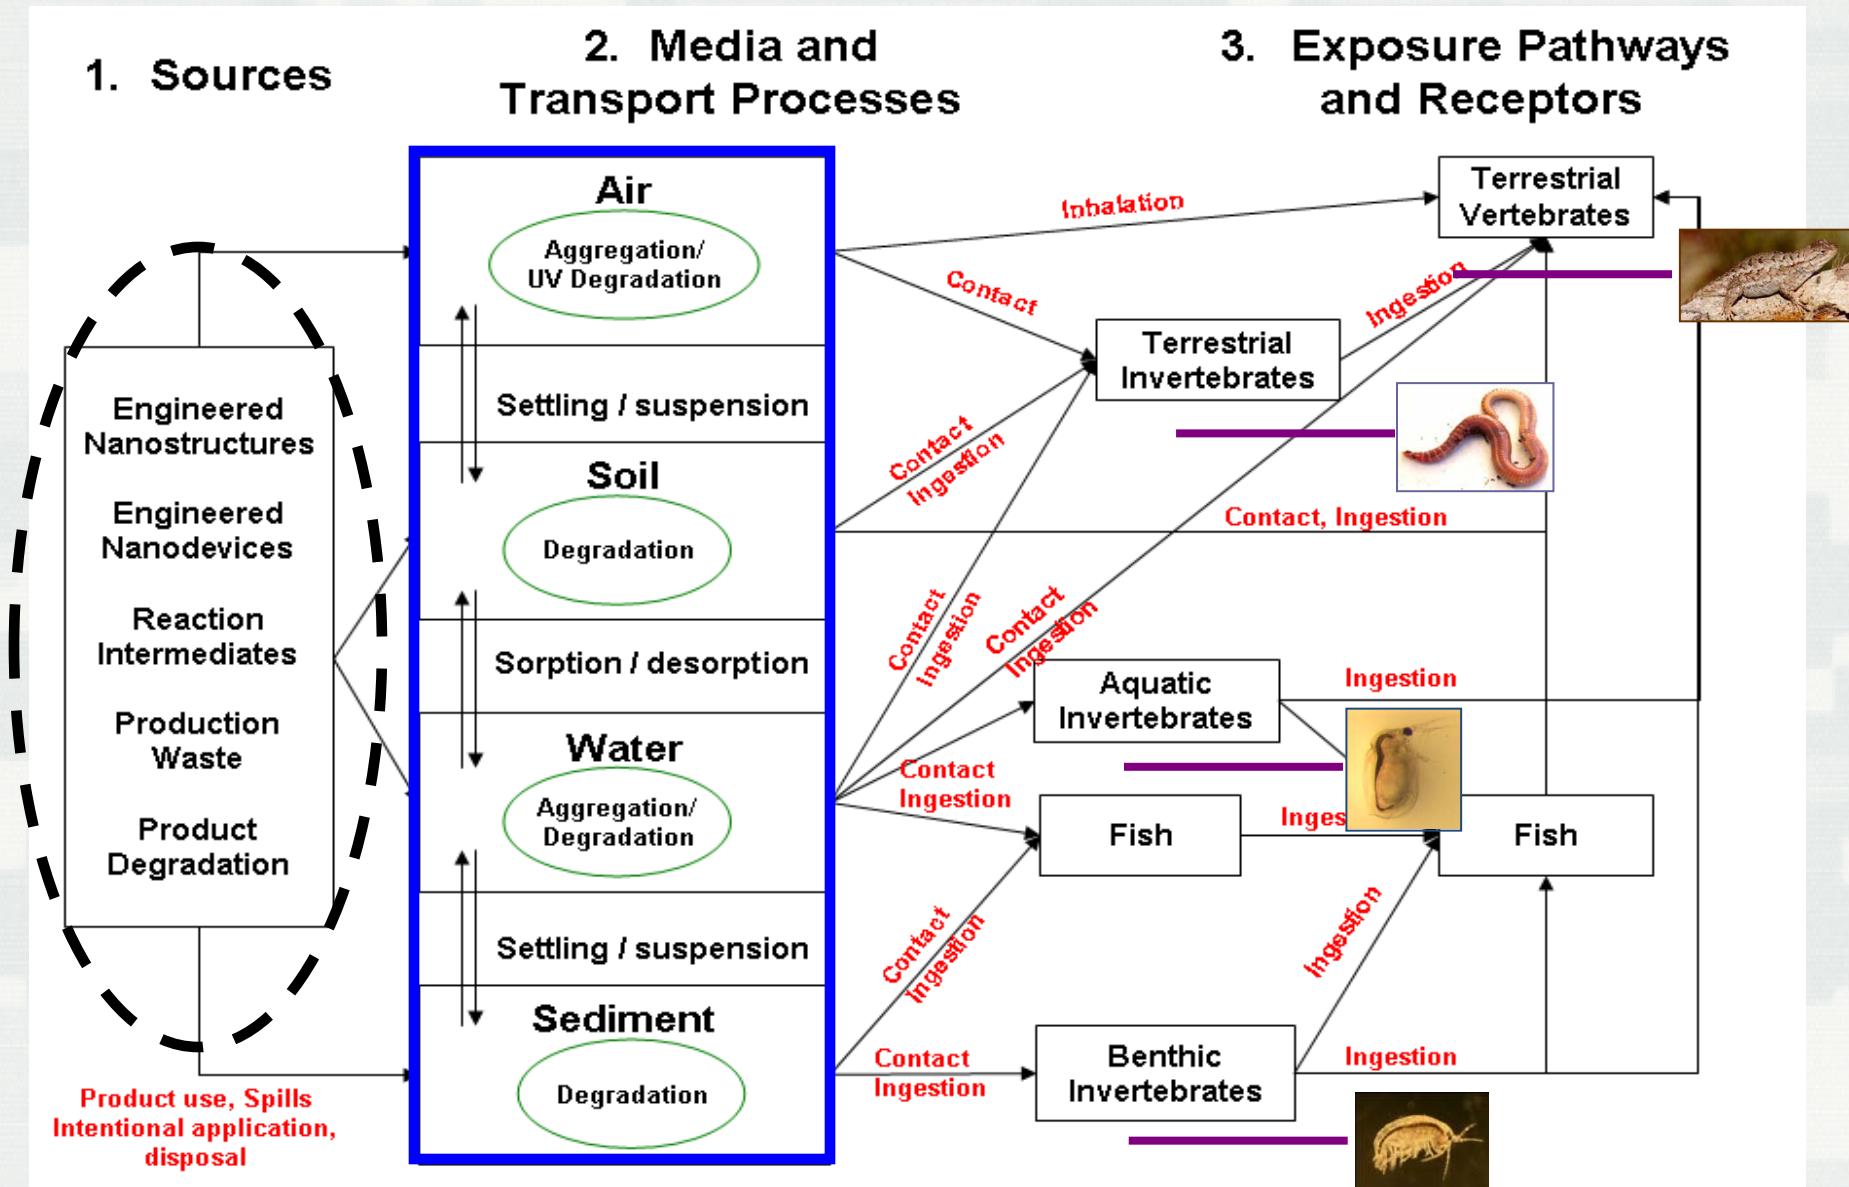 1. Sources
2. Media and
Transport Processes
3. Exposure Pathways
and Receptors
Engineered
Nanostructures
Engineered
Nanodevices
Reaction
Intermediates
Production
Waste
Product
Degradation
Product use, Spills
Intentional application,
disposal
Air
Aggregation/
UV Degradation
Settling / suspension
Soil
Degradation
Sorption / desorption
Water
Aggregation/
Degradation
Settling / suspension
Sediment
Degradation
Inhalation
Contact
Contact
Ingestion
Contact
Ingestion
Contact
Ingestion
Contact
Ingestion
Contact
Ingestion
Contact
Ingestion
Terrestrial
Vertebrates
Ingestion
Terrestrial
Invertebrates
Contact, Ingestion
Aquatic
Invertebrates
Ingestion
Fish
Inges
Fish
Ingestion
Benthic
Invertebrates
Ingestion